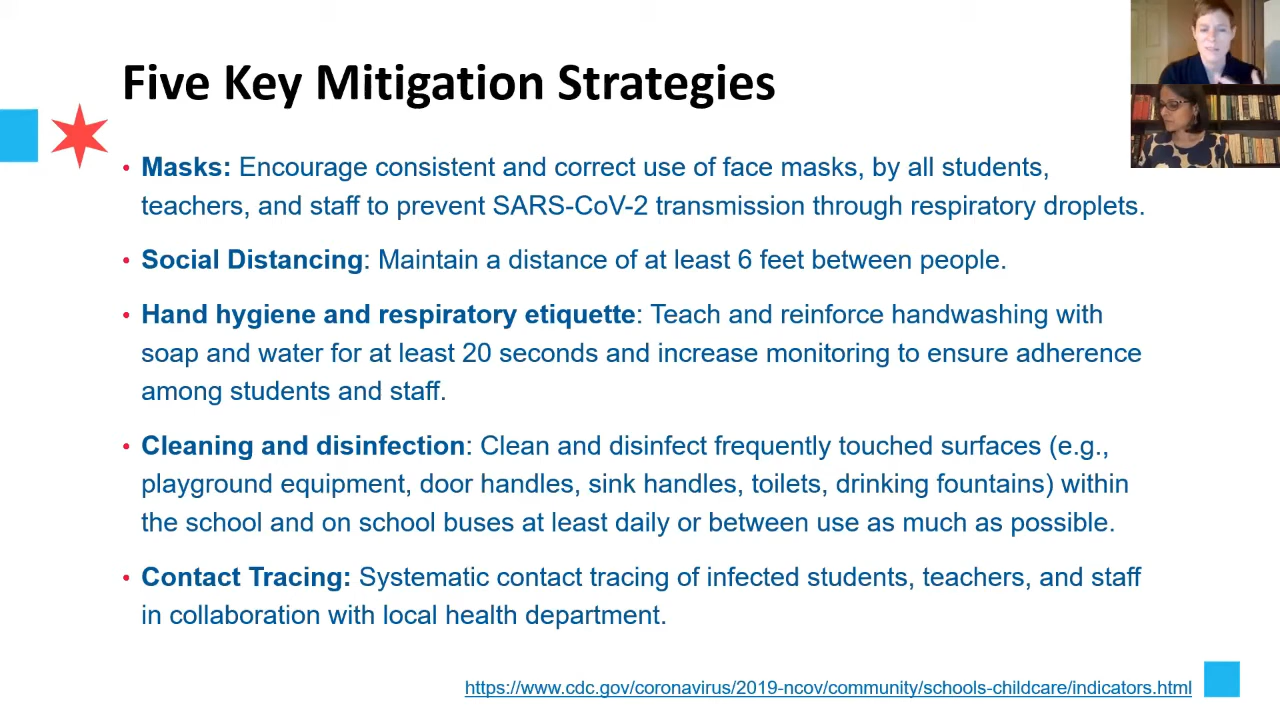 Five Key Mitigation Strategies
• Masks: Encourage consistent and correct use of face masks, by all students,
teachers, and staff to prevent SARS-CoV-2 transmission through respiratory droplets.
• Social Distancing: Maintain a distance of at least 6 feet between people.
• Hand hygiene and respiratory etiquette: Teach and reinforce handwashing with
soap and water for at least 20 seconds and increase monitoring to ensure adherence
among students and staff.
• Cleaning and disinfection: Clean and disinfect frequently touched surfaces (e.g.,
playground equipment, door handles, sink handles, toilets, drinking fountains) within
the school and on school buses at least daily or between use as much as possible.
• Contact Tracing: Systematic contact tracing of infected students, teachers, and staff
in collaboration with local health department.
https://www.cdc.gov/coronavirus/2019-ncov/community/schools-childcare/indicators.html